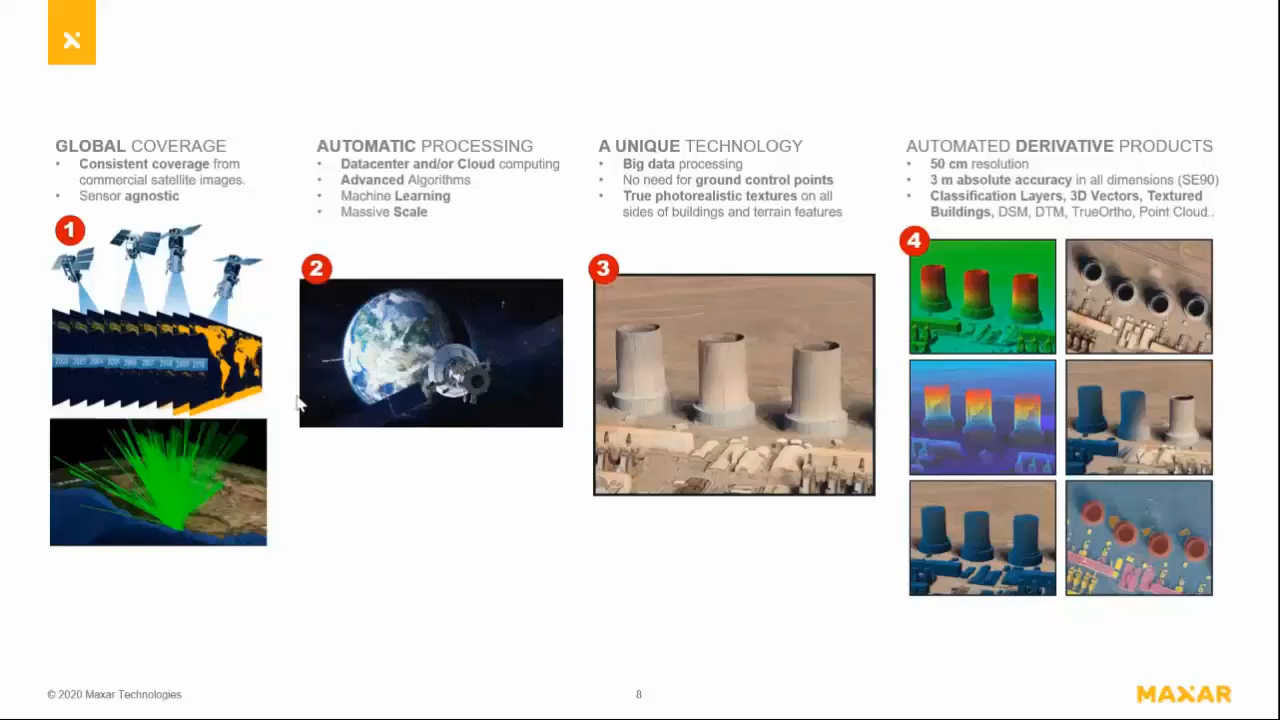 GLOBAL COVERAGE
• Consistent coverage from
commercial satellite images.
• Sensor agnostic
AUTOMATIC PROCESSING
• Datacenter and/or Cloud computing
• Advanced Algorithms
• Machine Learning
• Massive Scale
A UNIQUE TECHNOLOGY
• Big data processing
• No need for ground control points
• True photorealistic textures on all
sides of buildings and terrain features
AUTOMATED DERIVATIVE PRODUCTS
• 50 cm resolution
• 3 m absolute accuracy in all dimensions (SE90)
• Classification Layers, 3D Vectors, Textured
Buildings, DSM, DTM, TrueOrtho, Point Cloud..
1
2
3
4
© 2020 Maxar Technologies
8
MAXAR